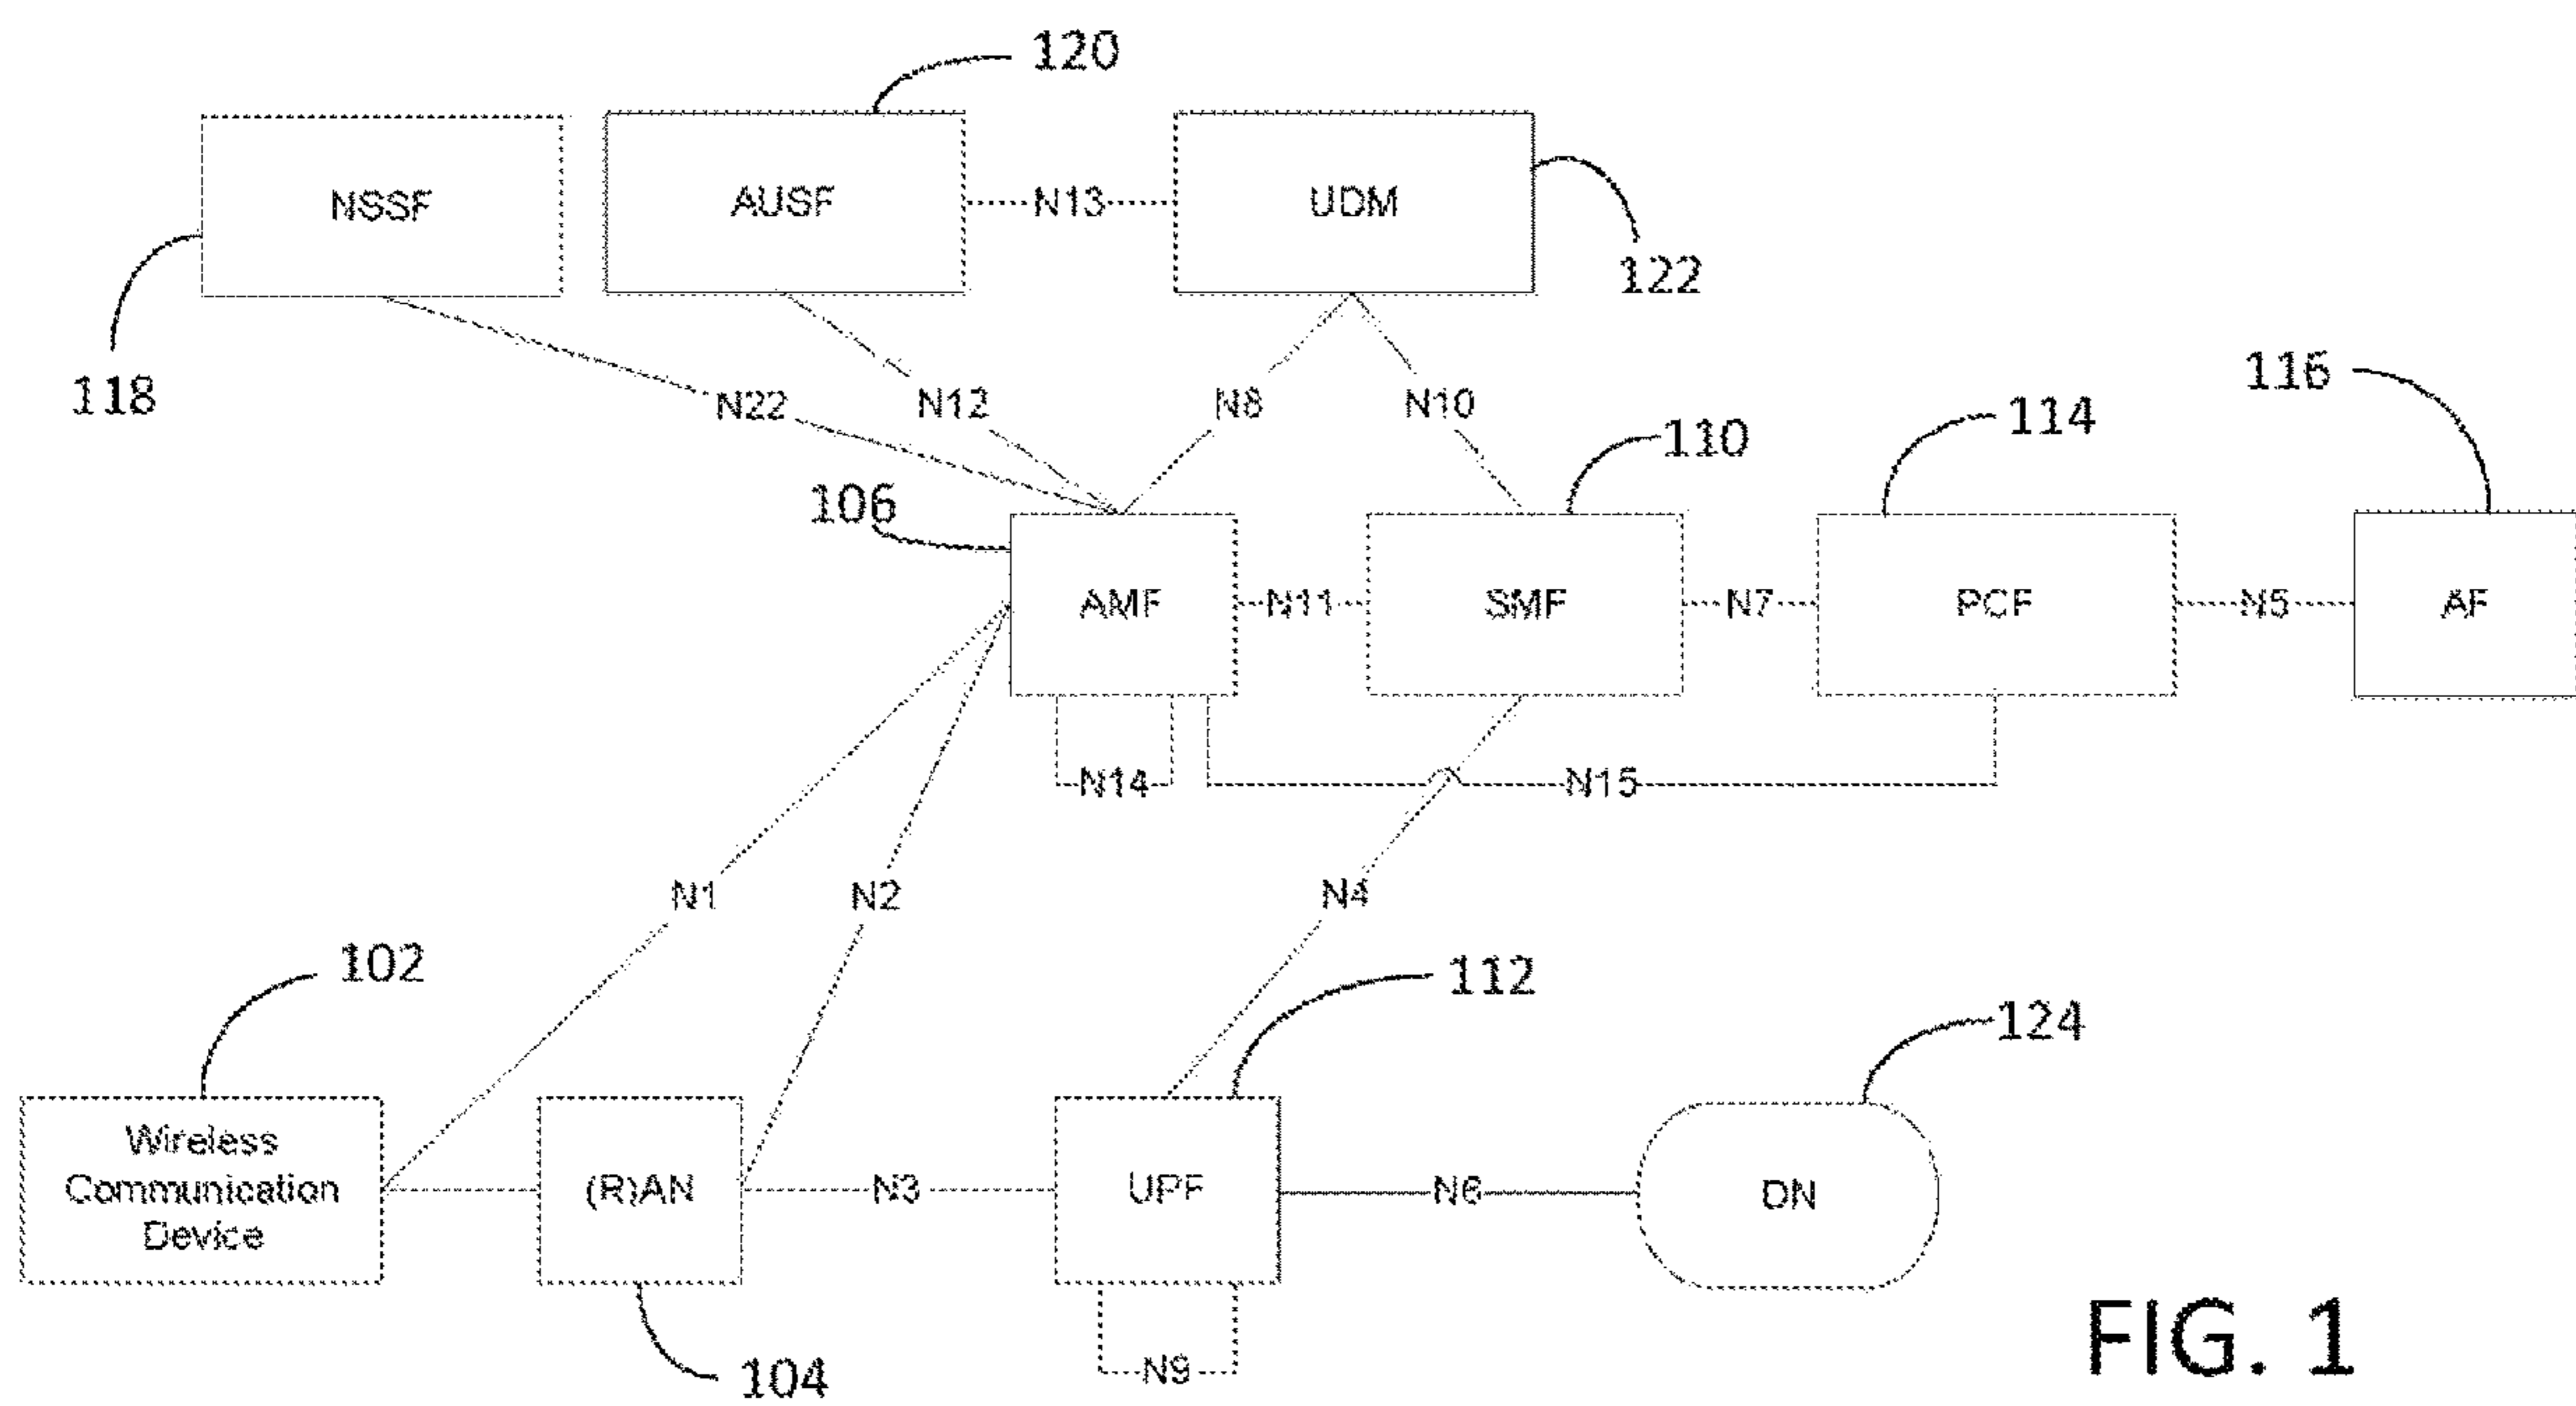 120
NSSF
AUSF
N13
UDM
122
118
N22
N12
N8
N10
116
114
110
106
AMF
N11
SMF
N7
PCF
N5
AF
N14
N15
N1
N2
N4
102
112
124
Wireless
Communication
Device
(R)AN
N3
UPF
N6
DN
N9
104
FIG. 1